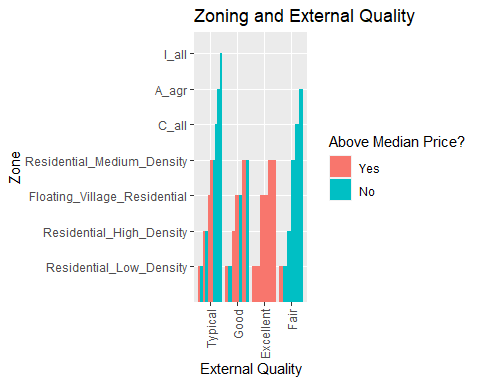 Zoning and External Quality
I_all
A_agr
C_all
Residential_Medium_Density
Floating_Village_Residential
Residential_High_Density
Residential_Low_Density
Zone
Typical
Good
Excellent
Fair
External Quality
Above Median Price?
Yes
No